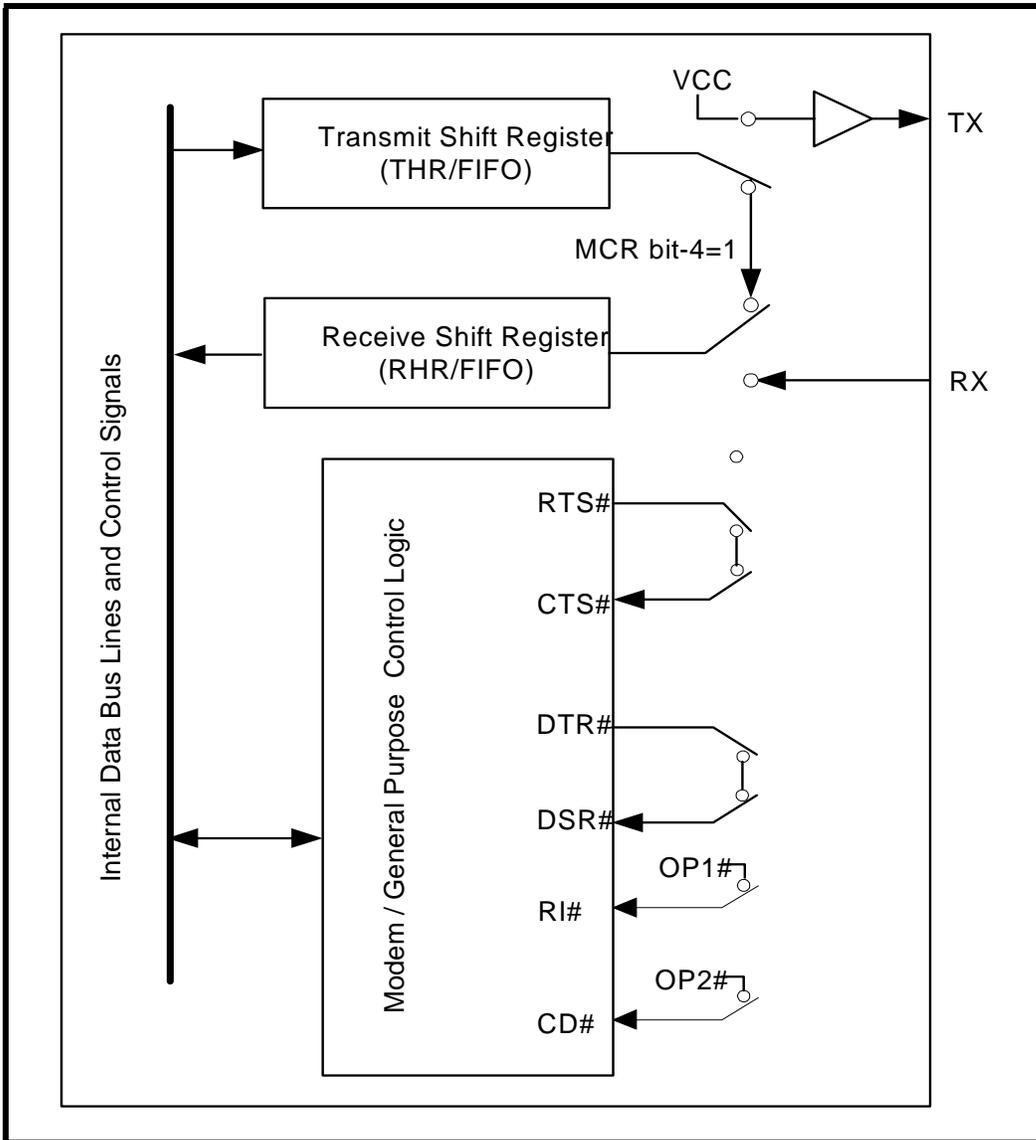 VCC
TX
Transmit Shift Register
(THR/FIFO)
MCR bit-4=1
Receive Shift Register
(RHR/FIFO)
RX
Internal Data Bus Lines and Control Signals
Modem / General Purpose Control Logic
RTS#
CTS#
DTR#
DSR#
OP1#
RI#
OP2#
CD#